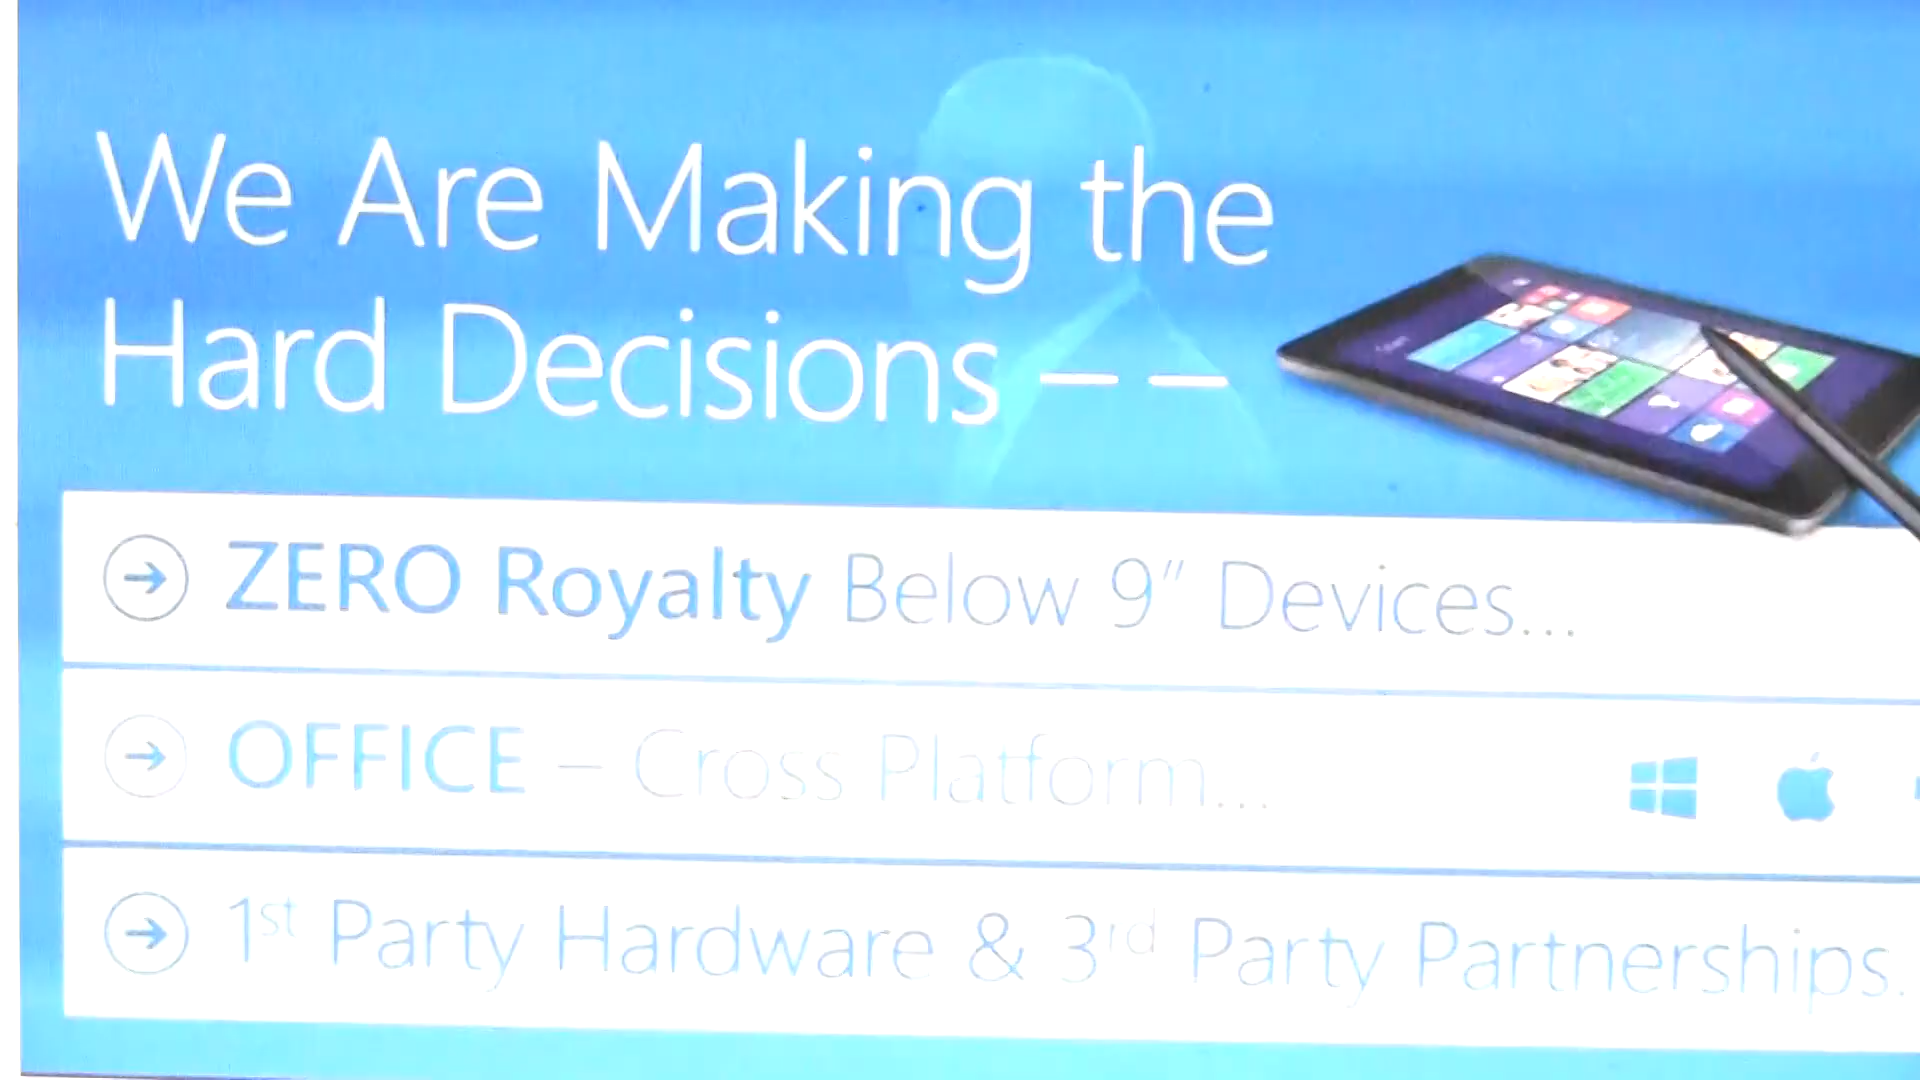 We Are Making the
Hard Decisions – –
ZERO Royalty Below 9” Devices...
OFFICE – Cross Platform...
1st Party Hardware & 3rd Party Partnerships.